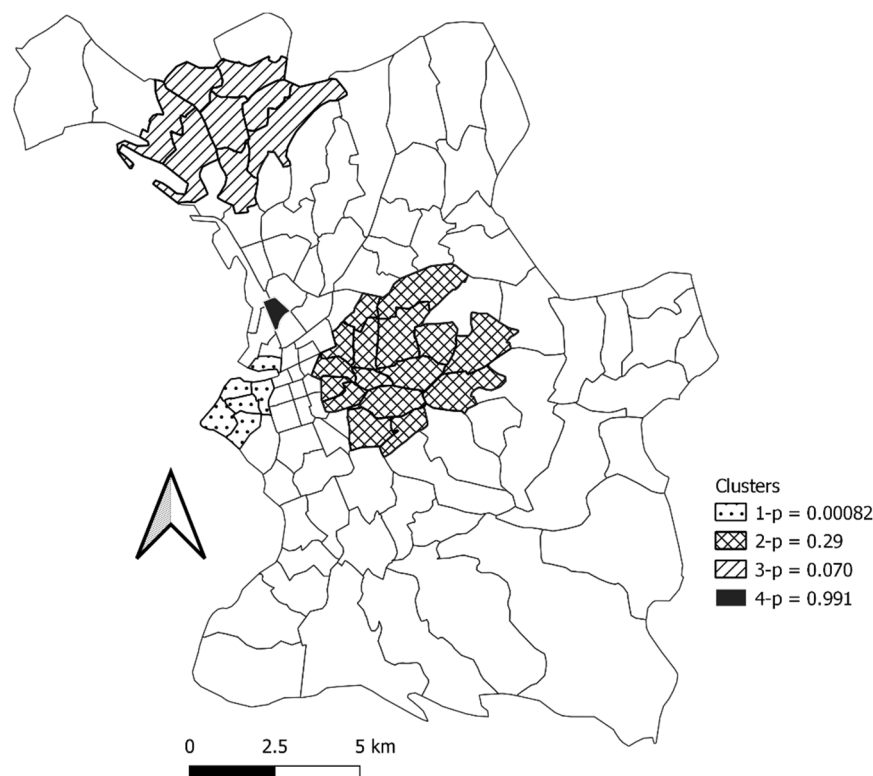 Clusters
1-p = 0.00082
2-p = 0.29
3-p = 0.070
4-p = 0.991
0 2.5 5 km